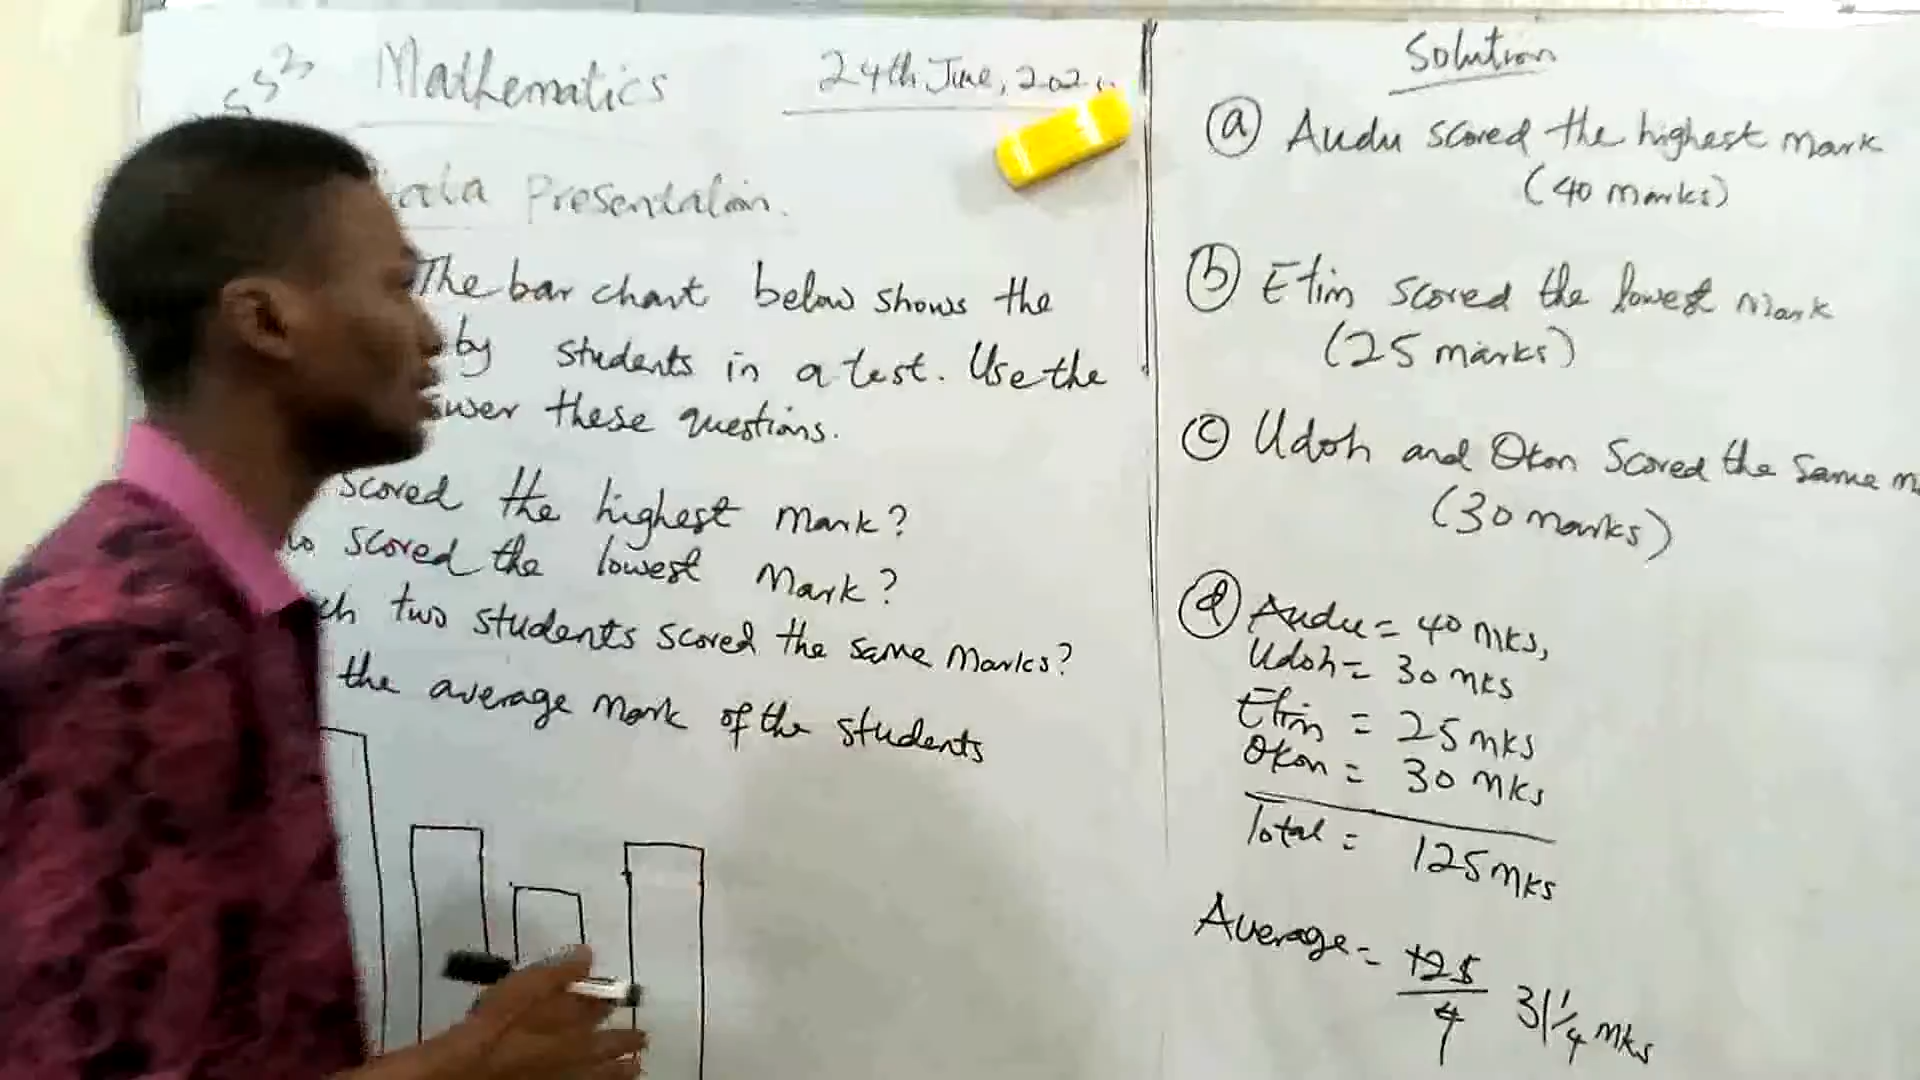 SS2 Mathematics 24th June, 202
Presentation.
The bar chart below shows the
by students in a test. Use the
these questions.
scored the highest mark?
scored the lowest mark?
two students scored the same marks?
the average mark of the students
Solution
(a) Audu scored the highest mark
(40 marks)
(b) Etim scored the lowest mark
(25 marks)
(c) Udoh and Okon scored the same
(30 marks)
(d) Audu = 40 mks,
Udoh = 30 mks
Etim = 25 mks
Okon = 30 mks
Total = 125 mks
Average = 125
4 31 1/4 mks